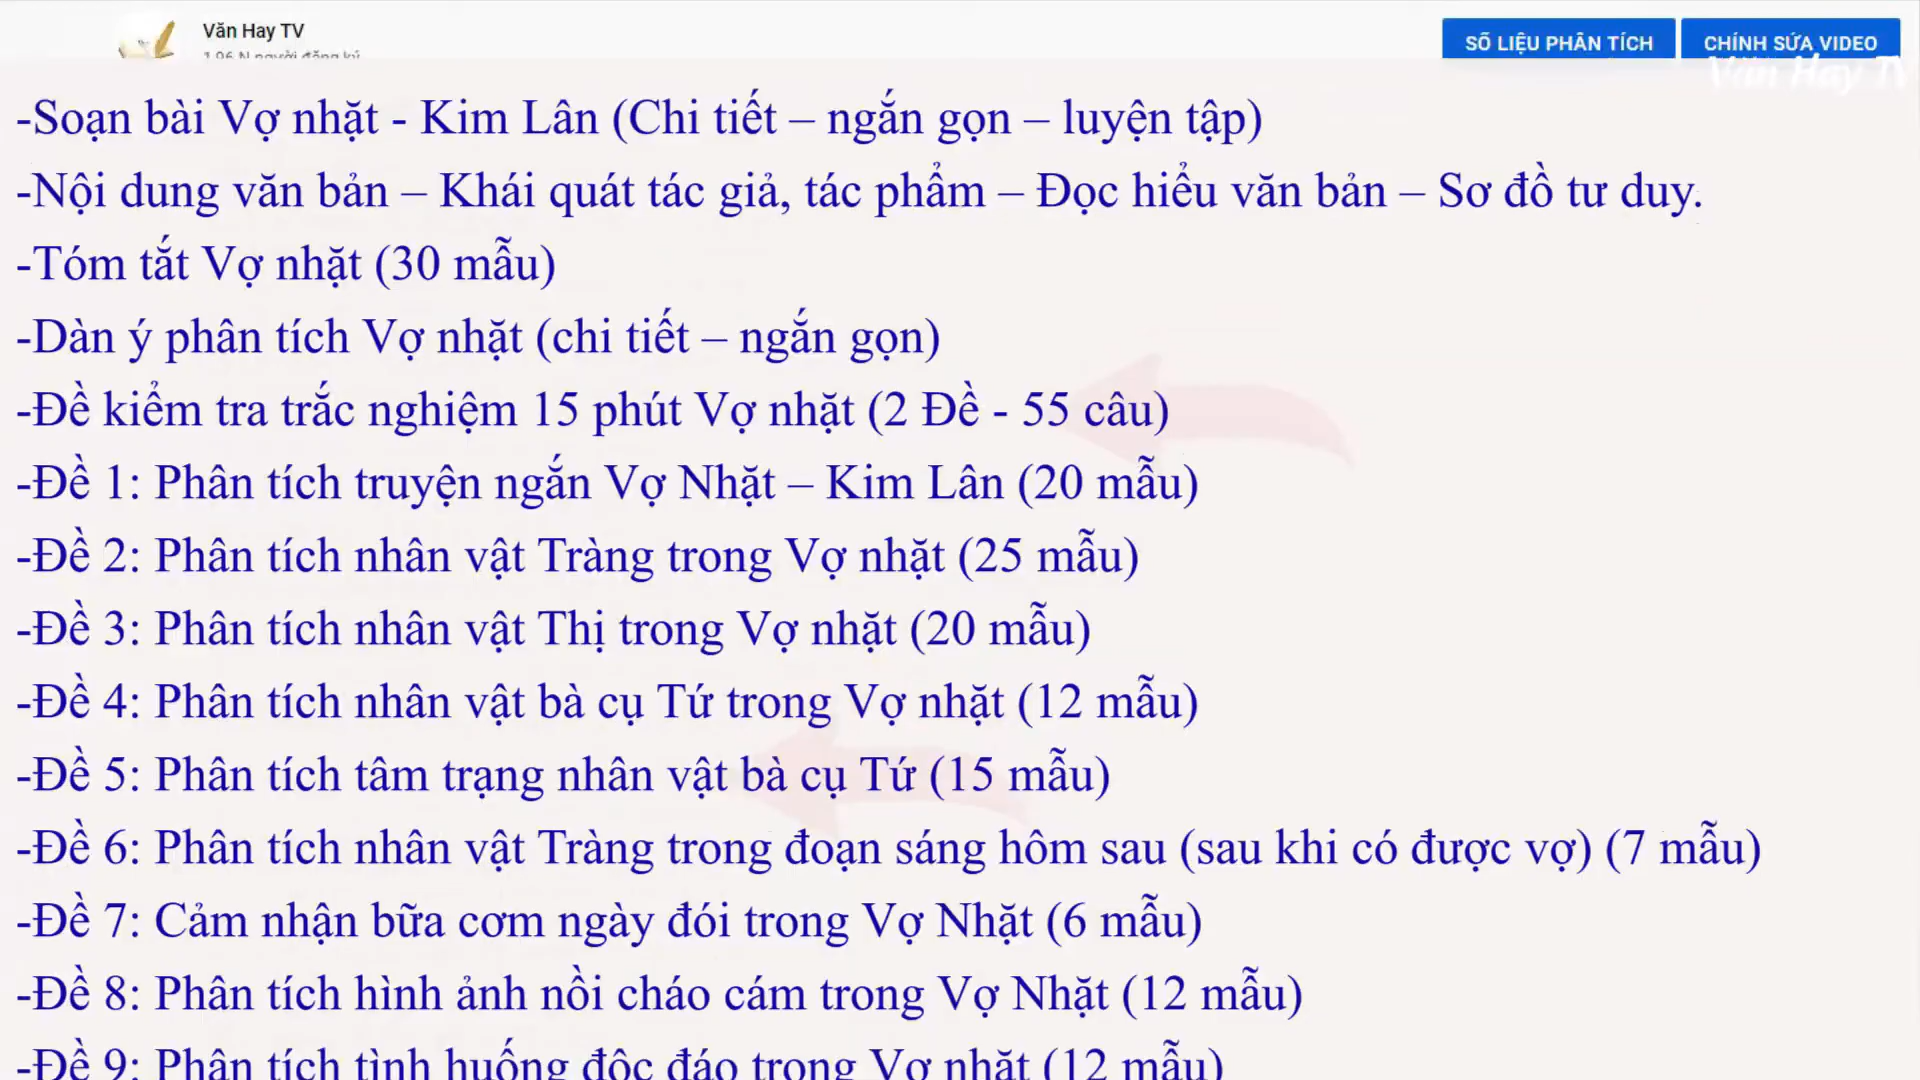 Văn Hay TV
1,96 N người đăng ký
SỐ LIỆU PHÂN TÍCH
CHỈNH SỬA VIDEO
Văn Hay TV
-Soạn bài Vợ nhặt - Kim Lân (Chi tiết – ngắn gọn – luyện tập)
-Nội dung văn bản – Khái quát tác giả, tác phẩm – Đọc hiểu văn bản – Sơ đồ tư duy.
-Tóm tắt Vợ nhặt (30 mẫu)
-Dàn ý phân tích Vợ nhặt (chi tiết – ngắn gọn)
-Đề kiểm tra trắc nghiệm 15 phút Vợ nhặt (2 Đề - 55 câu)
-Đề 1: Phân tích truyện ngắn Vợ Nhặt – Kim Lân (20 mẫu)
-Đề 2: Phân tích nhân vật Tràng trong Vợ nhặt (25 mẫu)
-Đề 3: Phân tích nhân vật Thị trong Vợ nhặt (20 mẫu)
-Đề 4: Phân tích nhân vật bà cụ Tứ trong Vợ nhặt (12 mẫu)
-Đề 5: Phân tích tâm trạng nhân vật bà cụ Tứ (15 mẫu)
-Đề 6: Phân tích nhân vật Tràng trong đoạn sáng hôm sau (sau khi có được vợ) (7 mẫu)
-Đề 7: Cảm nhận bữa cơm ngày đói trong Vợ Nhặt (6 mẫu)
-Đề 8: Phân tích hình ảnh nồi cháo cám trong Vợ Nhặt (12 mẫu)
-Đề 9: Phân tích tình huống độc đáo trong Vợ nhặt (12 mẫu)